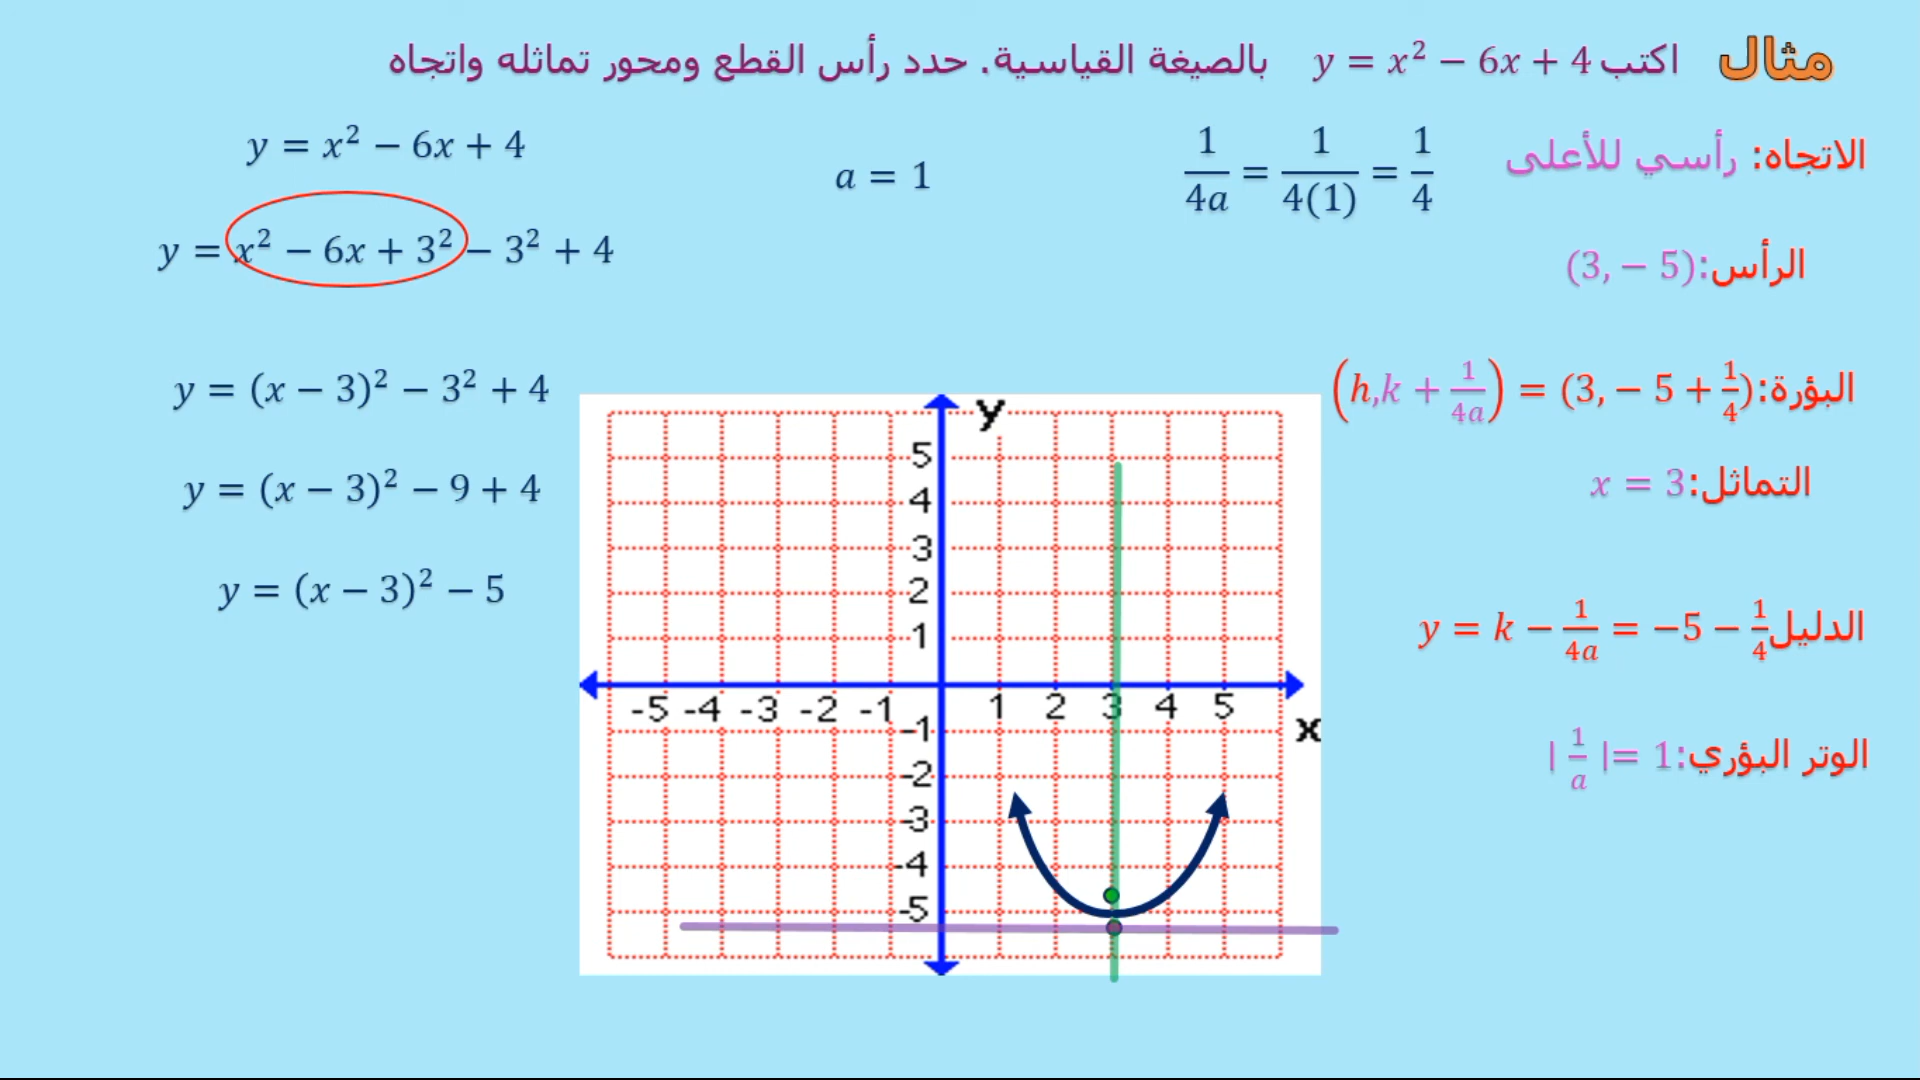 مثال اكتب y = x² − 6x + 4 بالصيغة القياسية. حدد رأس القطع ومحور تماثله واتجاه
الاتجاه: رأسي للأعلى
1/4a = 1/4(1) = 1/4
a = 1
y = x² − 6x + 4
y = x² − 6x + 3² − 3² + 4
الرأس: (3, − 5)
y = (x − 3)² − 3² + 4
البؤرة: (h,k + 1/4a) = (3, − 5 + 1/4)
y = (x − 3)² − 9 + 4
التماثل: x = 3
y = (x − 3)² − 5
الدليل y = k − 1/4a = −5 − 1/4
الوتر البؤري: | 1/a |= 1
y
5
4
3
2
1
-5 -4 -3 -2 -1 1 2 3 4 5
x
-1
-2
-3
-4
-5